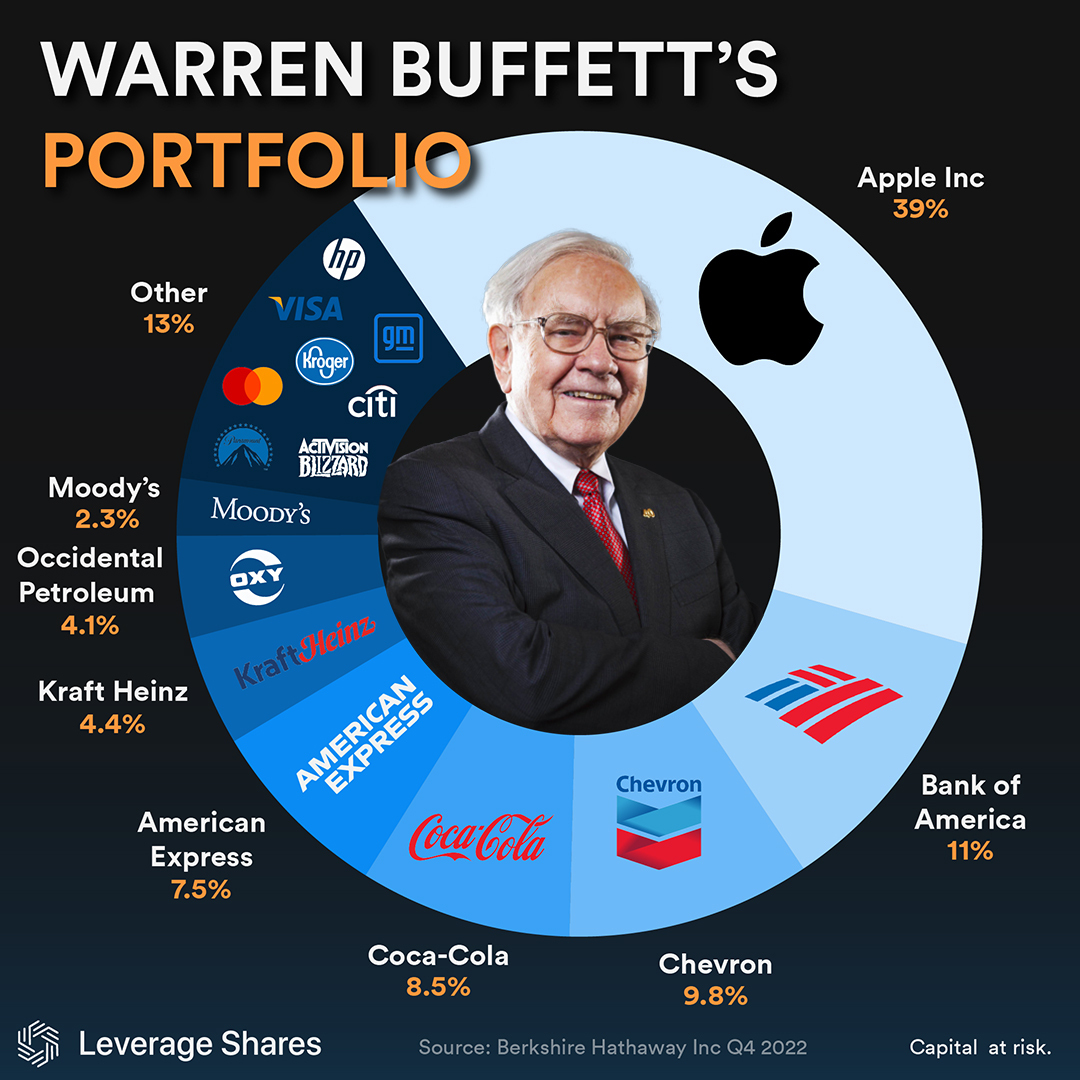 WARREN BUFFETT’S
PORTFOLIO
Apple Inc
39%
hp
Other
13%
VISA
gm
Kroger
citi
Paramount
ACTIVISION
BLIZZARD
Moody’s
2.3%
MOODY’S
Occidental
Petroleum
4.1%
OXY
Kraft Heinz
4.4%
KraftHeinz
AMERICAN
EXPRESS
American
Express
7.5%
Coca-Cola
Chevron
Bank of
America
11%
Coca-Cola
8.5%
Chevron
9.8%
Leverage Shares
Source: Berkshire Hathaway Inc Q4 2022
Capital at risk.